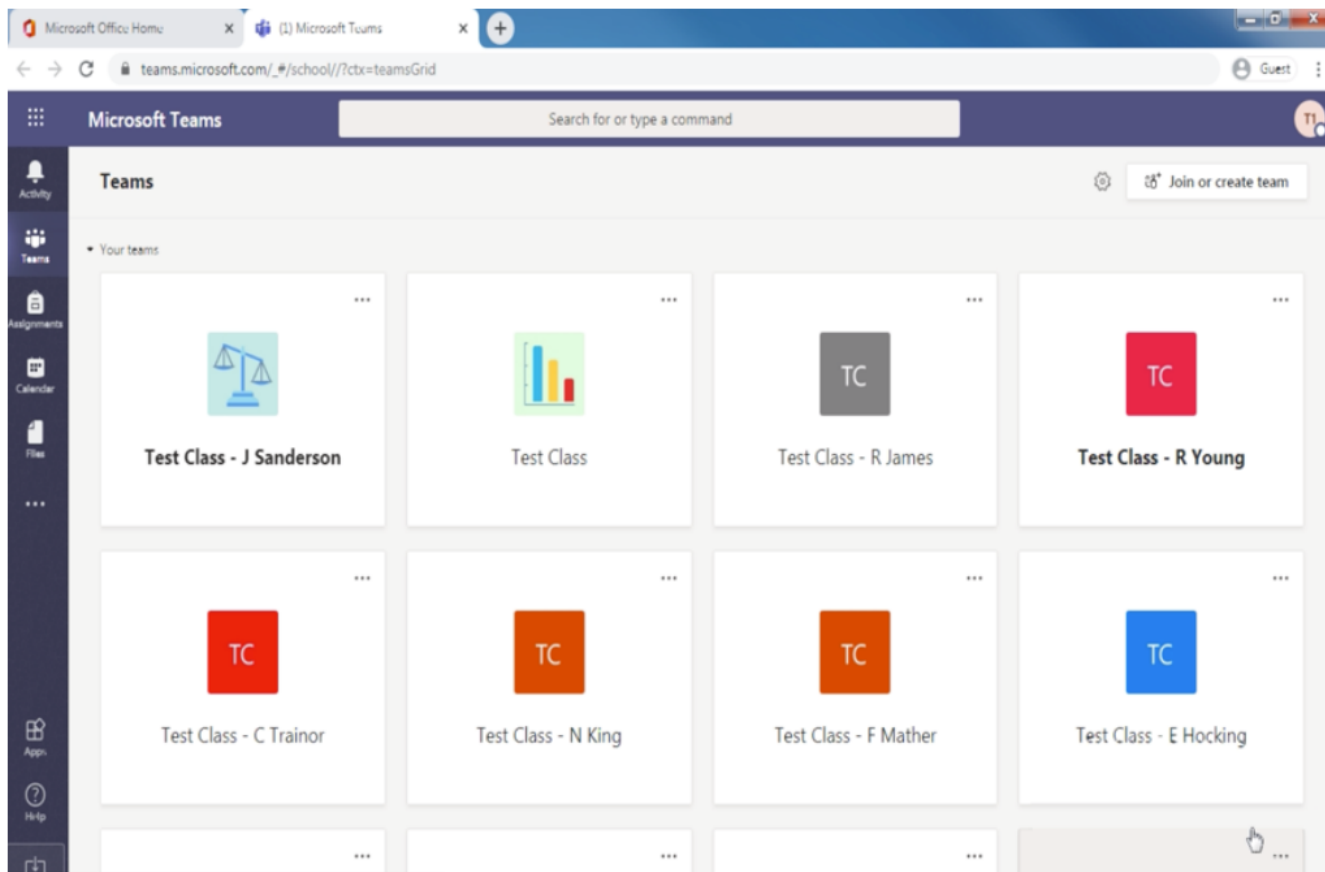 Microsoft Office Home
(1) Microsoft Teams
teams.microsoft.com/_#/school//?ctx=teamsGrid
Guest
Microsoft Teams
Search for or type a command
T1
Activity
Teams
Assignments
Calendar
Files
Apps
Help
Teams
Join or create team
Your teams
Test Class - J Sanderson
Test Class
TC
Test Class - R James
TC
Test Class - R Young
TC
Test Class - C Trainor
TC
Test Class - N King
TC
Test Class - F Mather
TC
Test Class - E Hocking